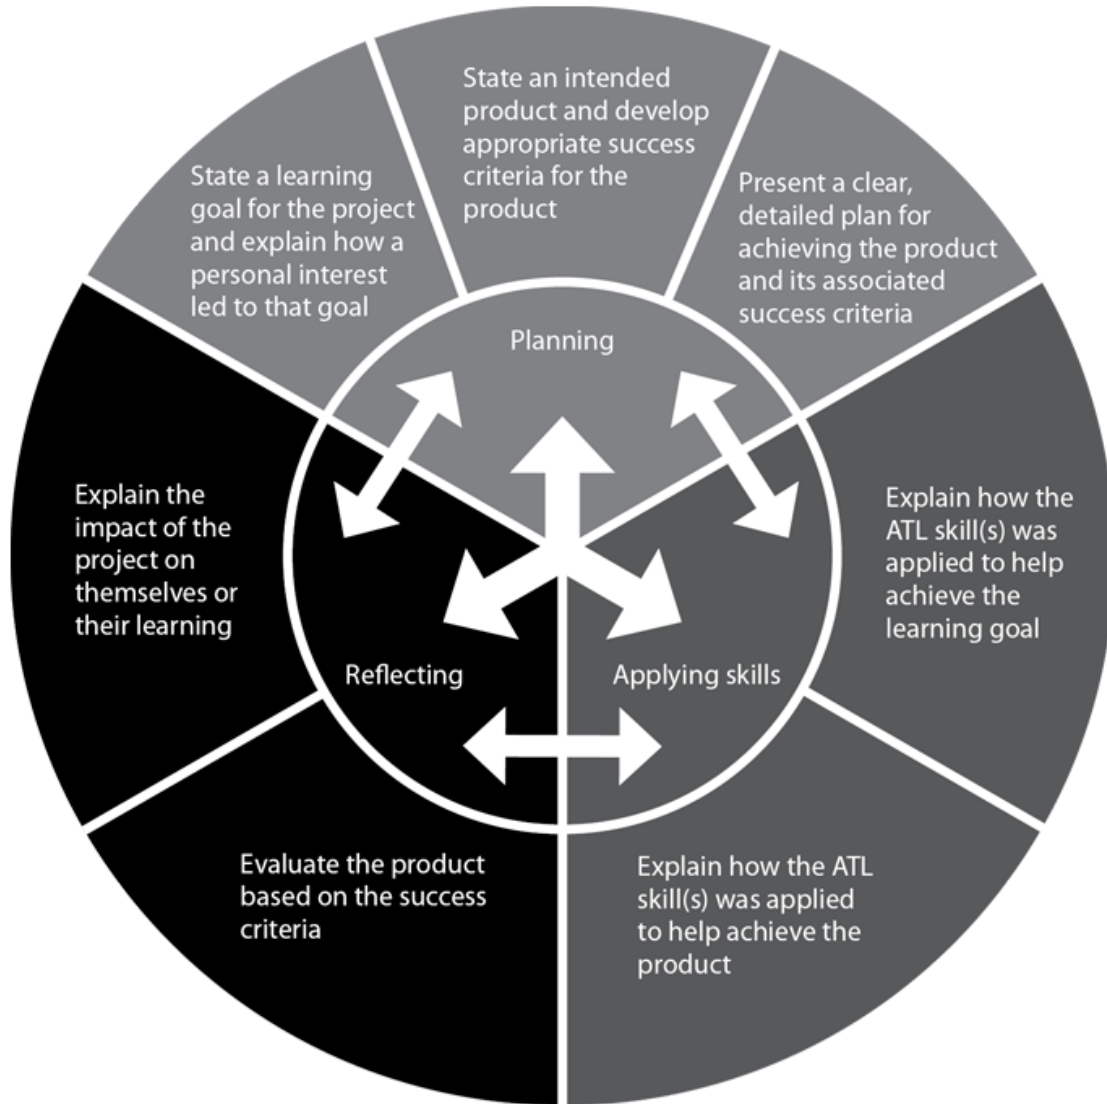 State an intended
product and develop
appropriate success
criteria for the
product
State a learning
goal for the project
and explain how a
personal interest
led to that goal
Present a clear,
detailed plan for
achieving the product
and its associated
success criteria
Planning
Explain the
impact of the
project on
themselves or
their learning
Explain how the
ATL skill(s) was
applied to help
achieve the
learning goal
Reflecting
Applying skills
Evaluate the product
based on the success
criteria
Explain how the ATL
skill(s) was applied
to help achieve the
product